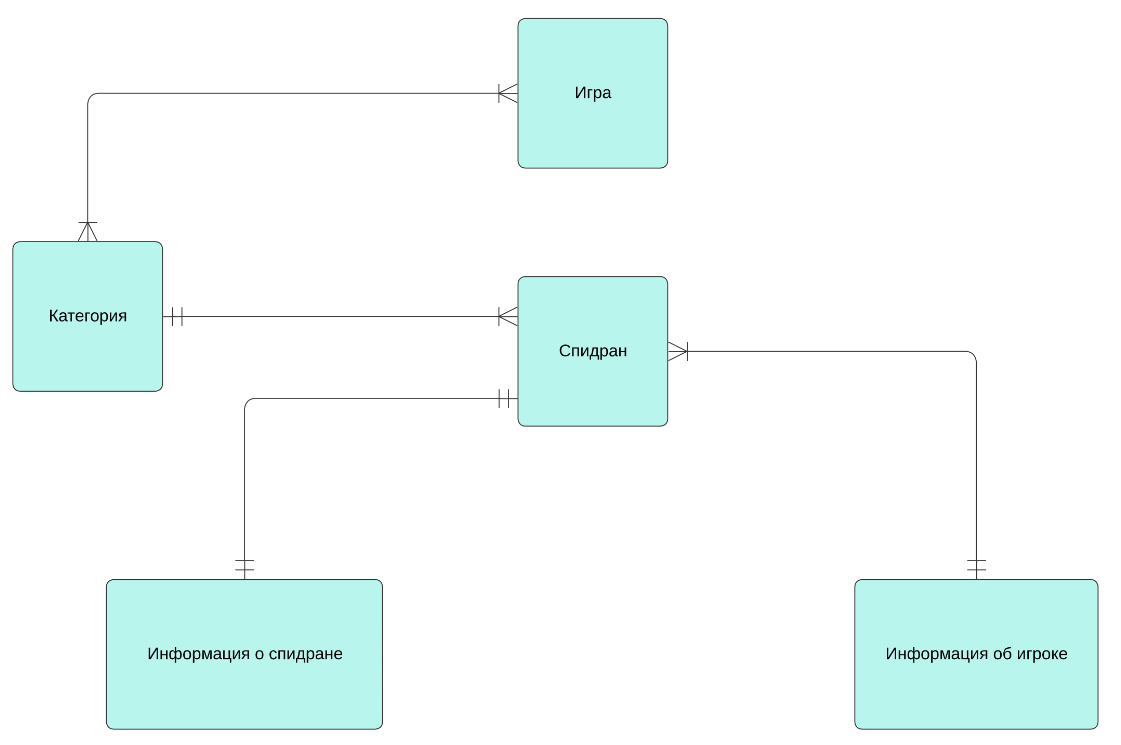 Игра
Категория
Спидран
Информация о спидране
Информация об игроке